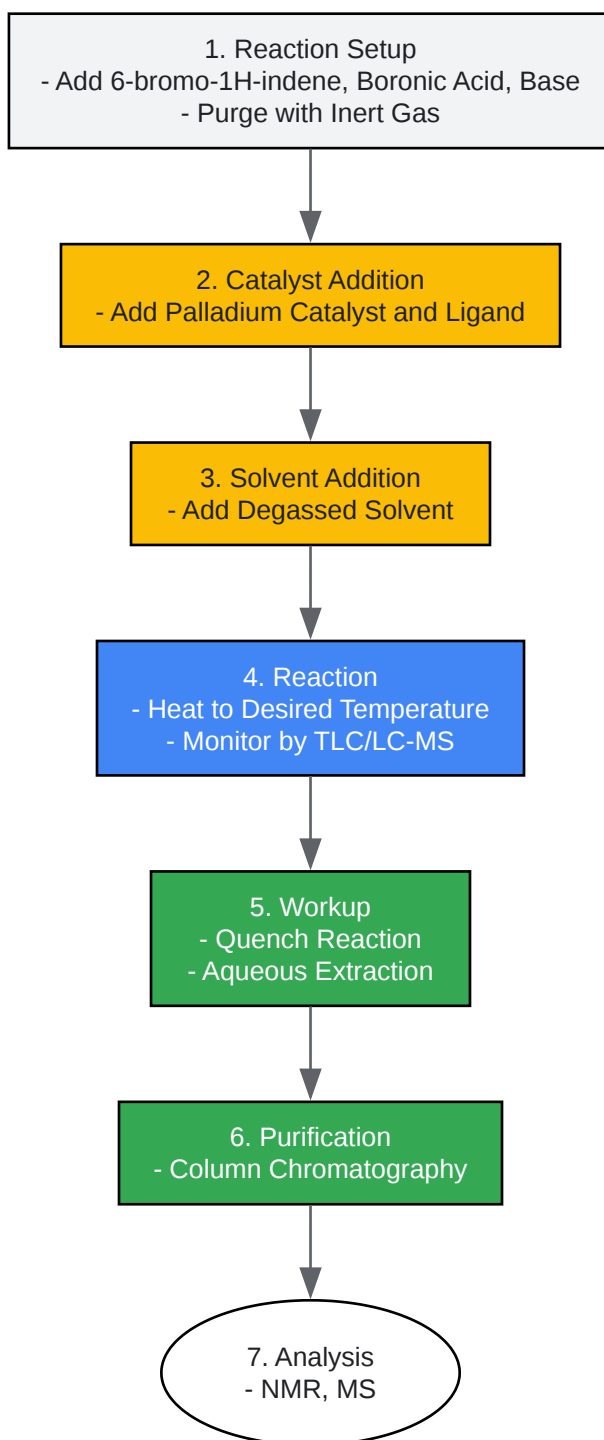 1. Reaction Setup
- Add 6-bromo-1H-indene, Boronic Acid, Base
- Purge with Inert Gas
2. Catalyst Addition
- Add Palladium Catalyst and Ligand
3. Solvent Addition
- Add Degassed Solvent
4. Reaction
- Heat to Desired Temperature
- Monitor by TLC/LC-MS
5. Workup
- Quench Reaction
- Aqueous Extraction
6. Purification
- Column Chromatography
7. Analysis
- NMR, MS